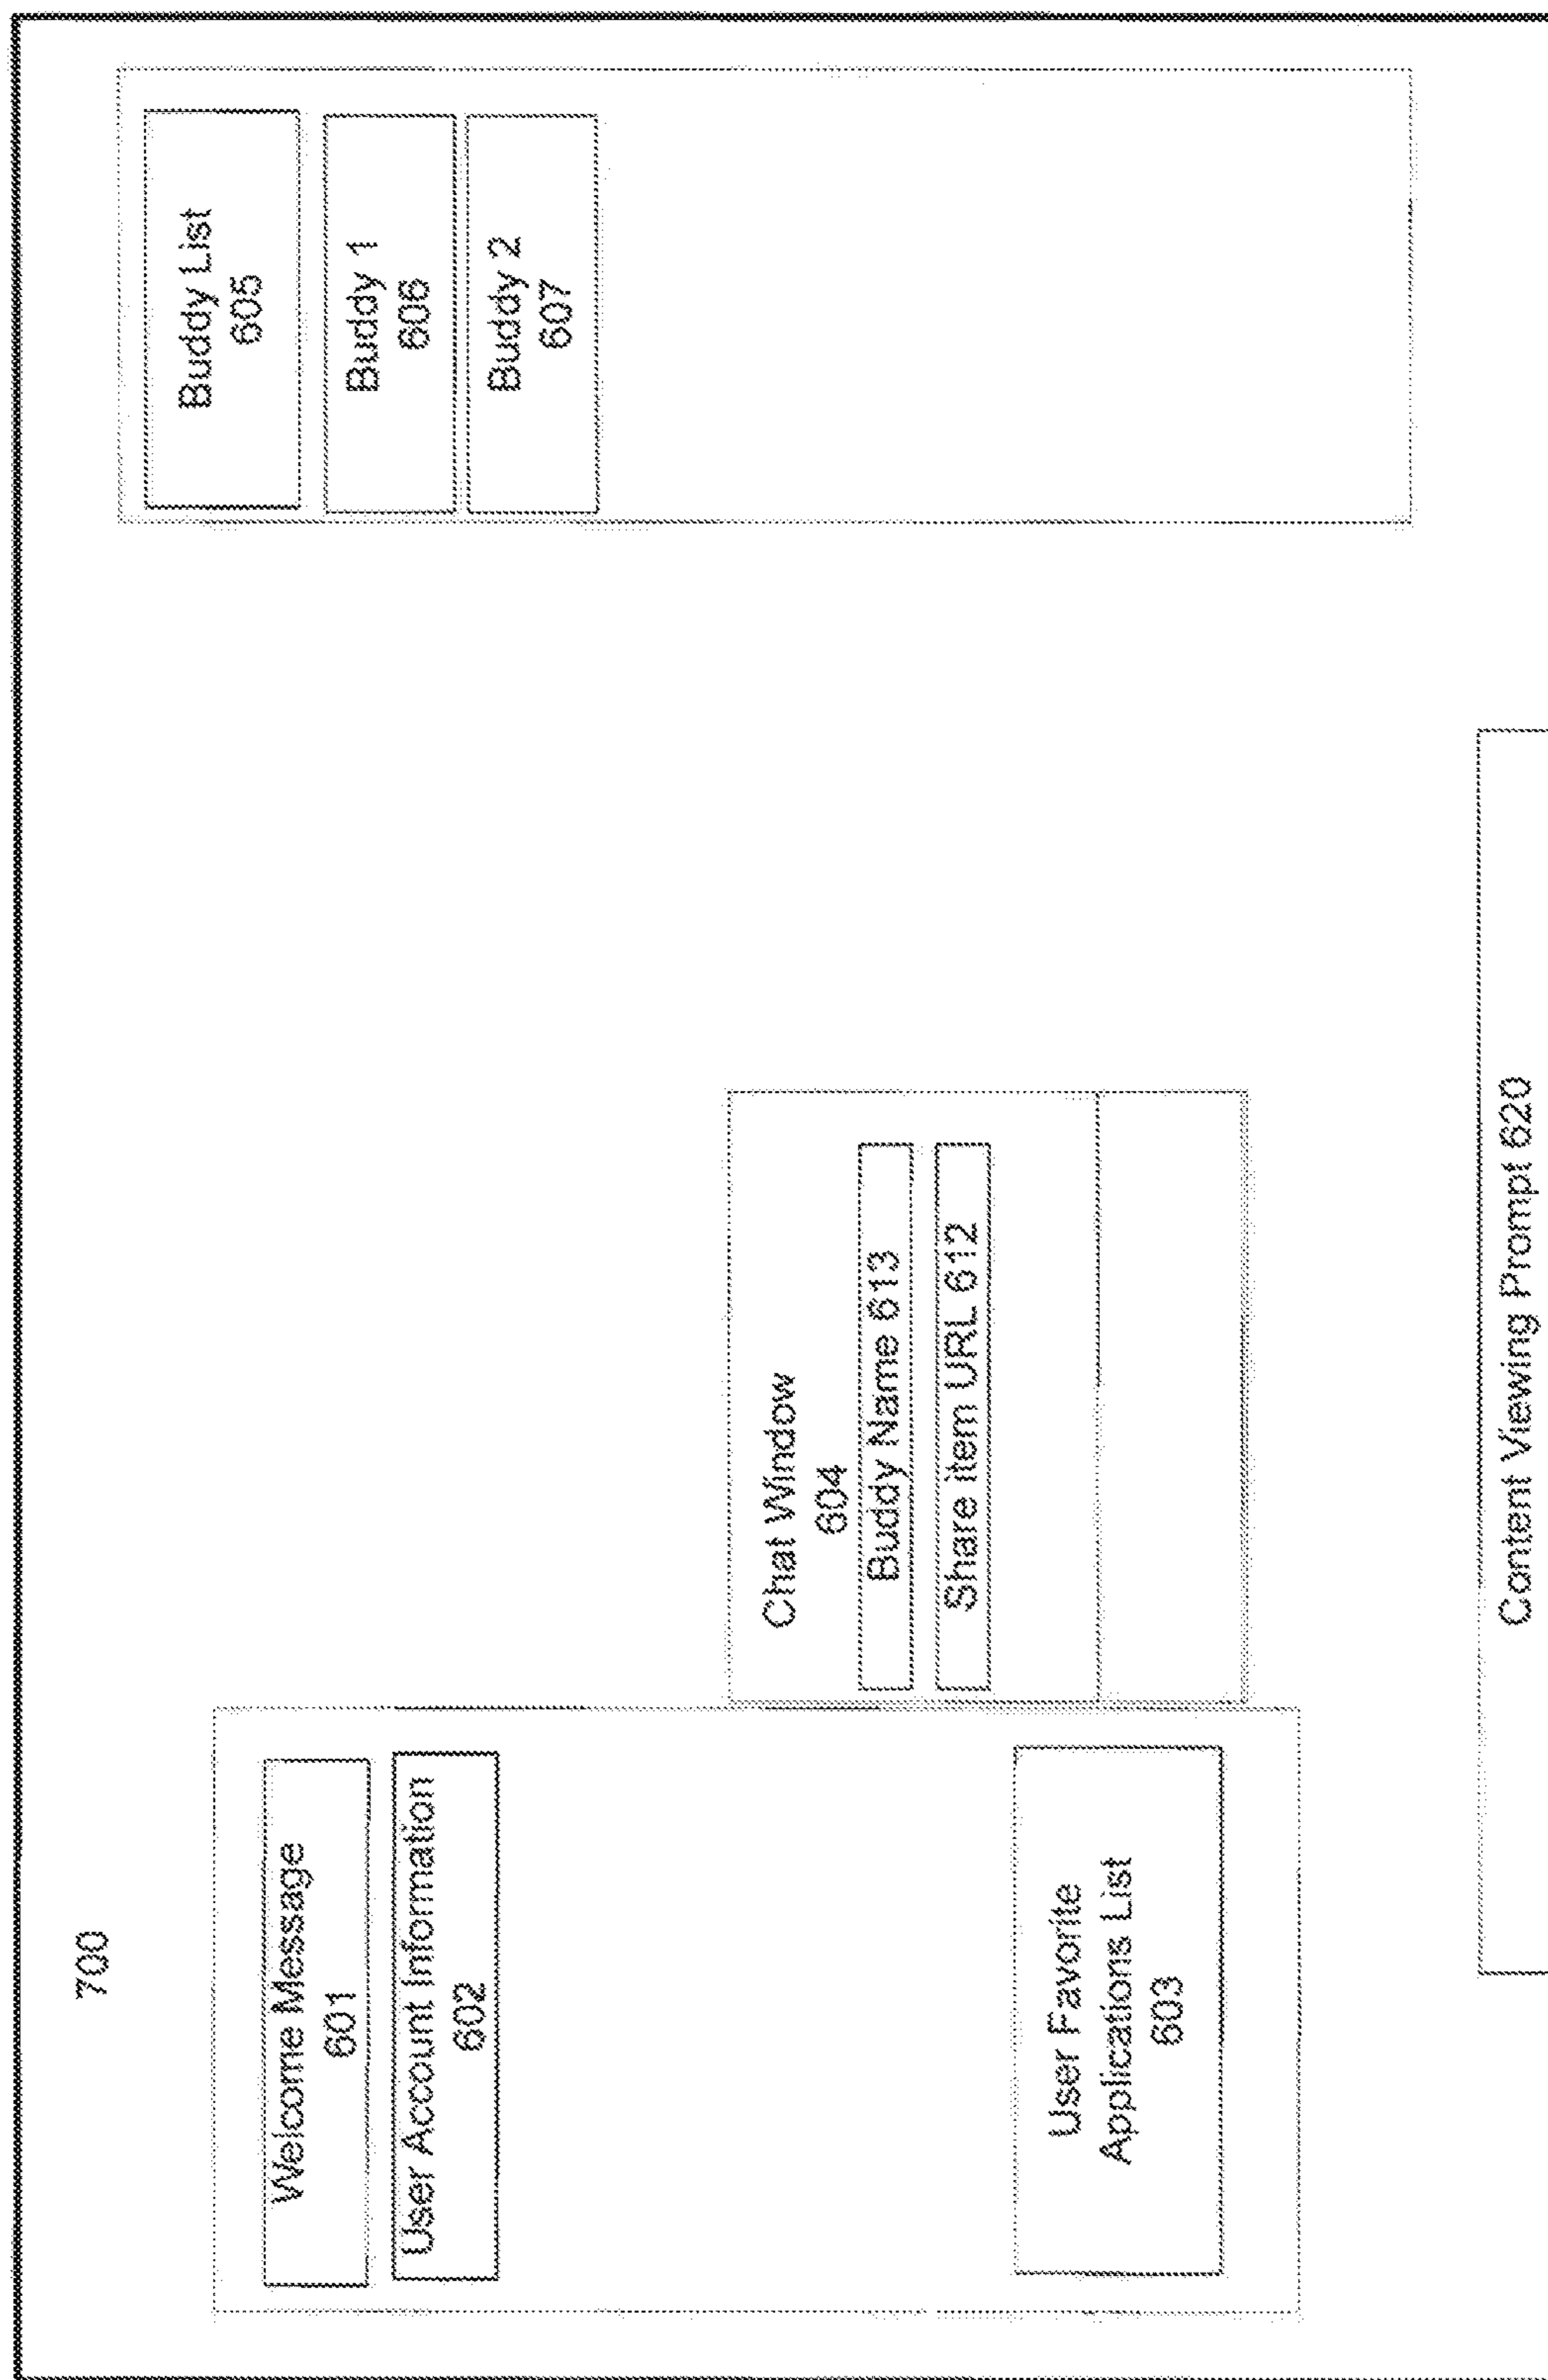 700
Welcome Message
601
User Account Information
602
User Favorite
Applications List
603
Chat Window
604
Buddy Name 613
Share item URL 612
Buddy List
605
Buddy 1
606
Buddy 2
607
Content Viewing Prompt 620